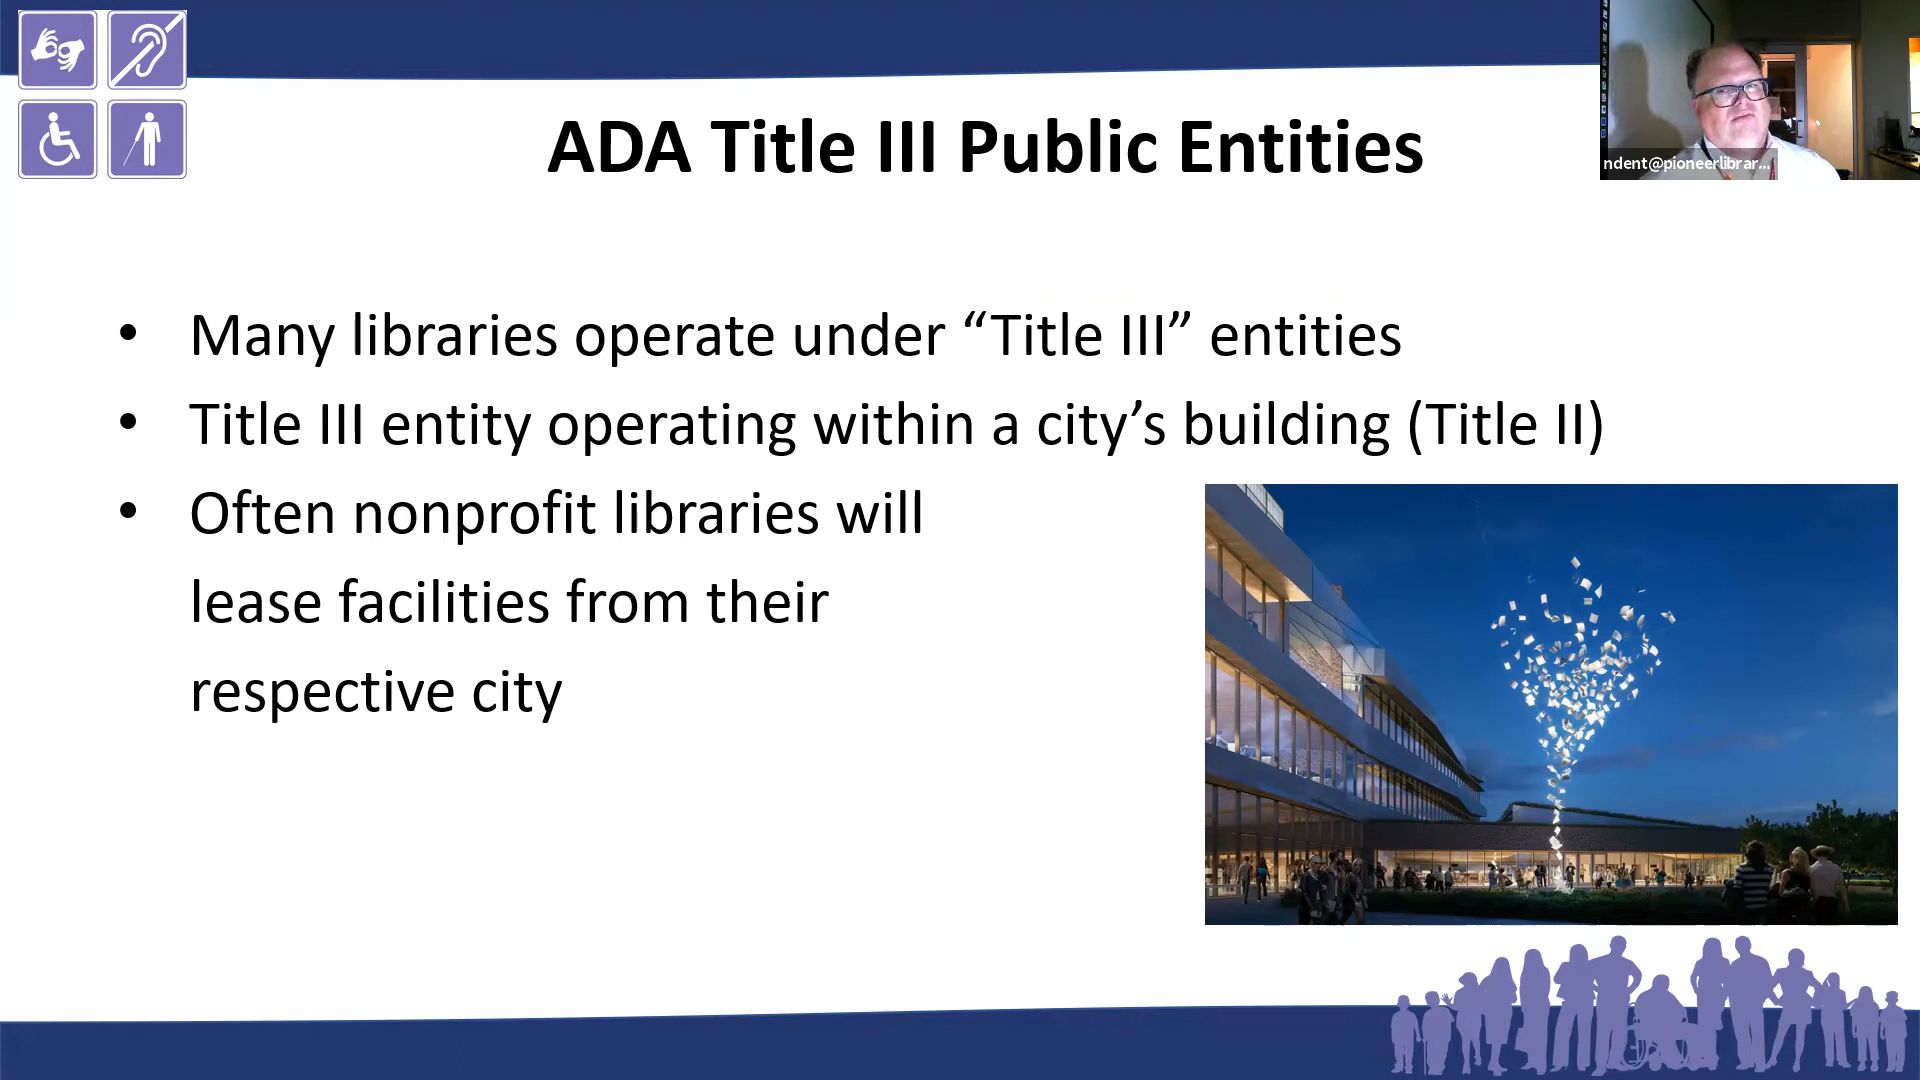 ADA Title III Public Entities
ndent@pioneerlibrar...
• Many libraries operate under “Title III” entities
• Title III entity operating within a city’s building (Title II)
• Often nonprofit libraries will
lease facilities from their
respective city